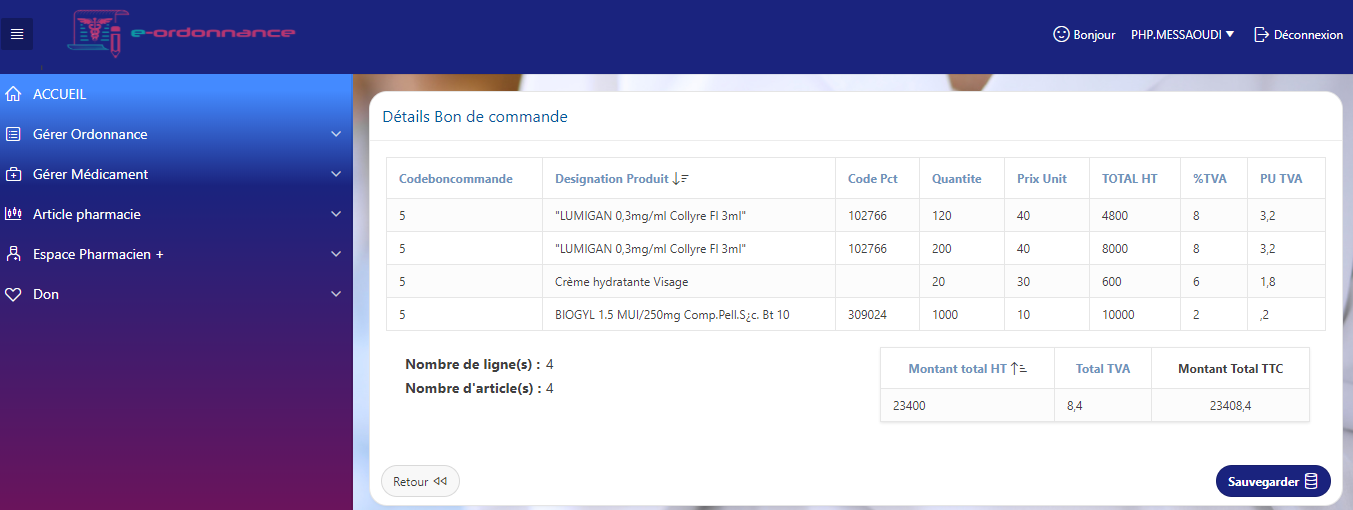 e-ordonnance
Bonjour PHP.MESSAOUDI Déconnexion
ACCUEIL
Gérer Ordonnance
Gérer Médicament
Article pharmacie
Espace Pharmacien +
Don
Détails Bon de commande
Codeboncommande Designation Produit Code Pct Quantite Prix Unit TOTAL HT %TVA PU TVA
5 "LUMIGAN 0,3mg/ml Collyre Fl 3ml" 102766 120 40 4800 8 3,2
5 "LUMIGAN 0,3mg/ml Collyre Fl 3ml" 102766 200 40 8000 8 3,2
5 Crème hydratante Visage 20 30 600 6 1,8
5 BIOGYL 1.5 MUI/250mg Comp.Pell.S¿c. Bt 10 309024 1000 10 10000 2 ,2
Nombre de ligne(s) : 4
Nombre d'article(s) : 4
Montant total HT Total TVA Montant Total TTC
23400 8,4 23408,4
Retour Sauvegarder